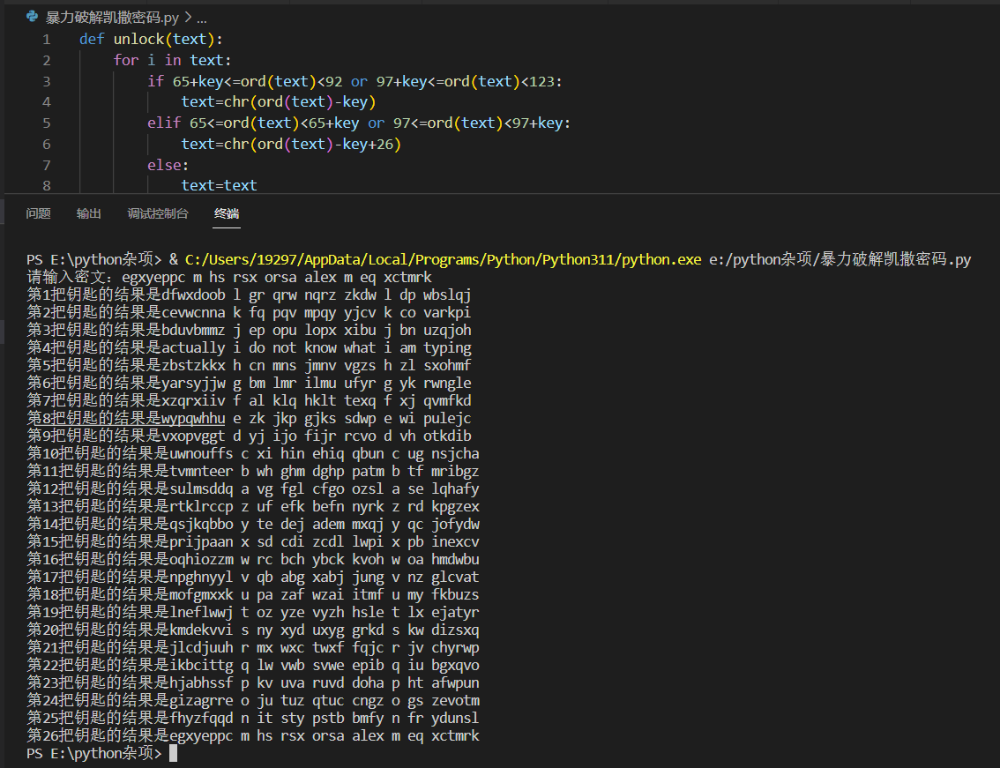 暴力破解凯撒密码.py > ...
1 def unlock(text):
2 for i in text:
3 if 65+key<=ord(text)<92 or 97+key<=ord(text)<123:
4 text=chr(ord(text)-key)
5 elif 65<=ord(text)<65+key or 97<=ord(text)<97+key:
6 text=chr(ord(text)-key+26)
7 else:
8 text=text
问题 输出 调试控制台 终端
PS E:\python杂项> & C:/Users/19297/AppData/Local/Programs/Python/Python311/python.exe e:/python杂项/暴力破解凯撒密码.py
请输入密文：egxyeppc m hs rsx orsa alex m eq xctmrk
第1把钥匙的结果是dfwxdoob l gr qrw nqrz zkdw l dp wbslqj
第2把钥匙的结果是cevwcnna k fq pqv mpqy yjcv k co varkpi
第3把钥匙的结果是bduvbmmz j ep opu lopx xibu j bn uzqjoh
第4把钥匙的结果是actually i do not know what i am typing
第5把钥匙的结果是zbstzkkx h cn mns jmnv vgzs h zl sxohmf
第6把钥匙的结果是yarsyjjw g bm lmr ilmu ufyr g yk rwngle
第7把钥匙的结果是xzqrxiiv f al klq hklt texq f xj qvmfkd
第8把钥匙的结果是wypqwhhu e zk jkp gjks sdwp e wi pulejc
第9把钥匙的结果是vxopvggt d yj ijo fijr rcvo d vh otkdib
第10把钥匙的结果是uwnouffs c xi hin ehiq qbun c ug nsjcha
第11把钥匙的结果是tvmnteer b wh ghm dghp patm b tf mribgz
第12把钥匙的结果是sulmsddq a vg fgl cfgo ozsl a se lqhafy
第13把钥匙的结果是rtklrccp z uf efk befn nyrk z rd kpgzex
第14把钥匙的结果是qsjkqbbo y te dej adem mxqj y qc jofydw
第15把钥匙的结果是prijpaan x sd cdi zcdl lwpi x pb inexcv
第16把钥匙的结果是oqhiozzm w rc bch ybck kvoh w oa hmdwbu
第17把钥匙的结果是npghnyyl v qb abg xabj jung v nz glcvat
第18把钥匙的结果是mofgmxxk u pa zaf wzai itmf u my fkbuzs
第19把钥匙的结果是lneflwwj t oz yze vyzh hsle t lx ejatyr
第20把钥匙的结果是kmdekvvi s ny xyd uxyg grkd s kw dizsxq
第21把钥匙的结果是jlcdjuuh r mx wxc twxf fqjc r jv chyrwp
第22把钥匙的结果是ikbcittg q lw vwb svwe epib q iu bgxqvo
第23把钥匙的结果是hjabhssf p kv uva ruvd doha p ht afwpun
第24把钥匙的结果是gizagrre o ju tuz qtuc cngz o gs zevotm
第25把钥匙的结果是fhyzfqqd n it sty pstb bmfy n fr ydunsl
第26把钥匙的结果是egxyeppc m hs rsx orsa alex m eq xctmrk
PS E:\python杂项>